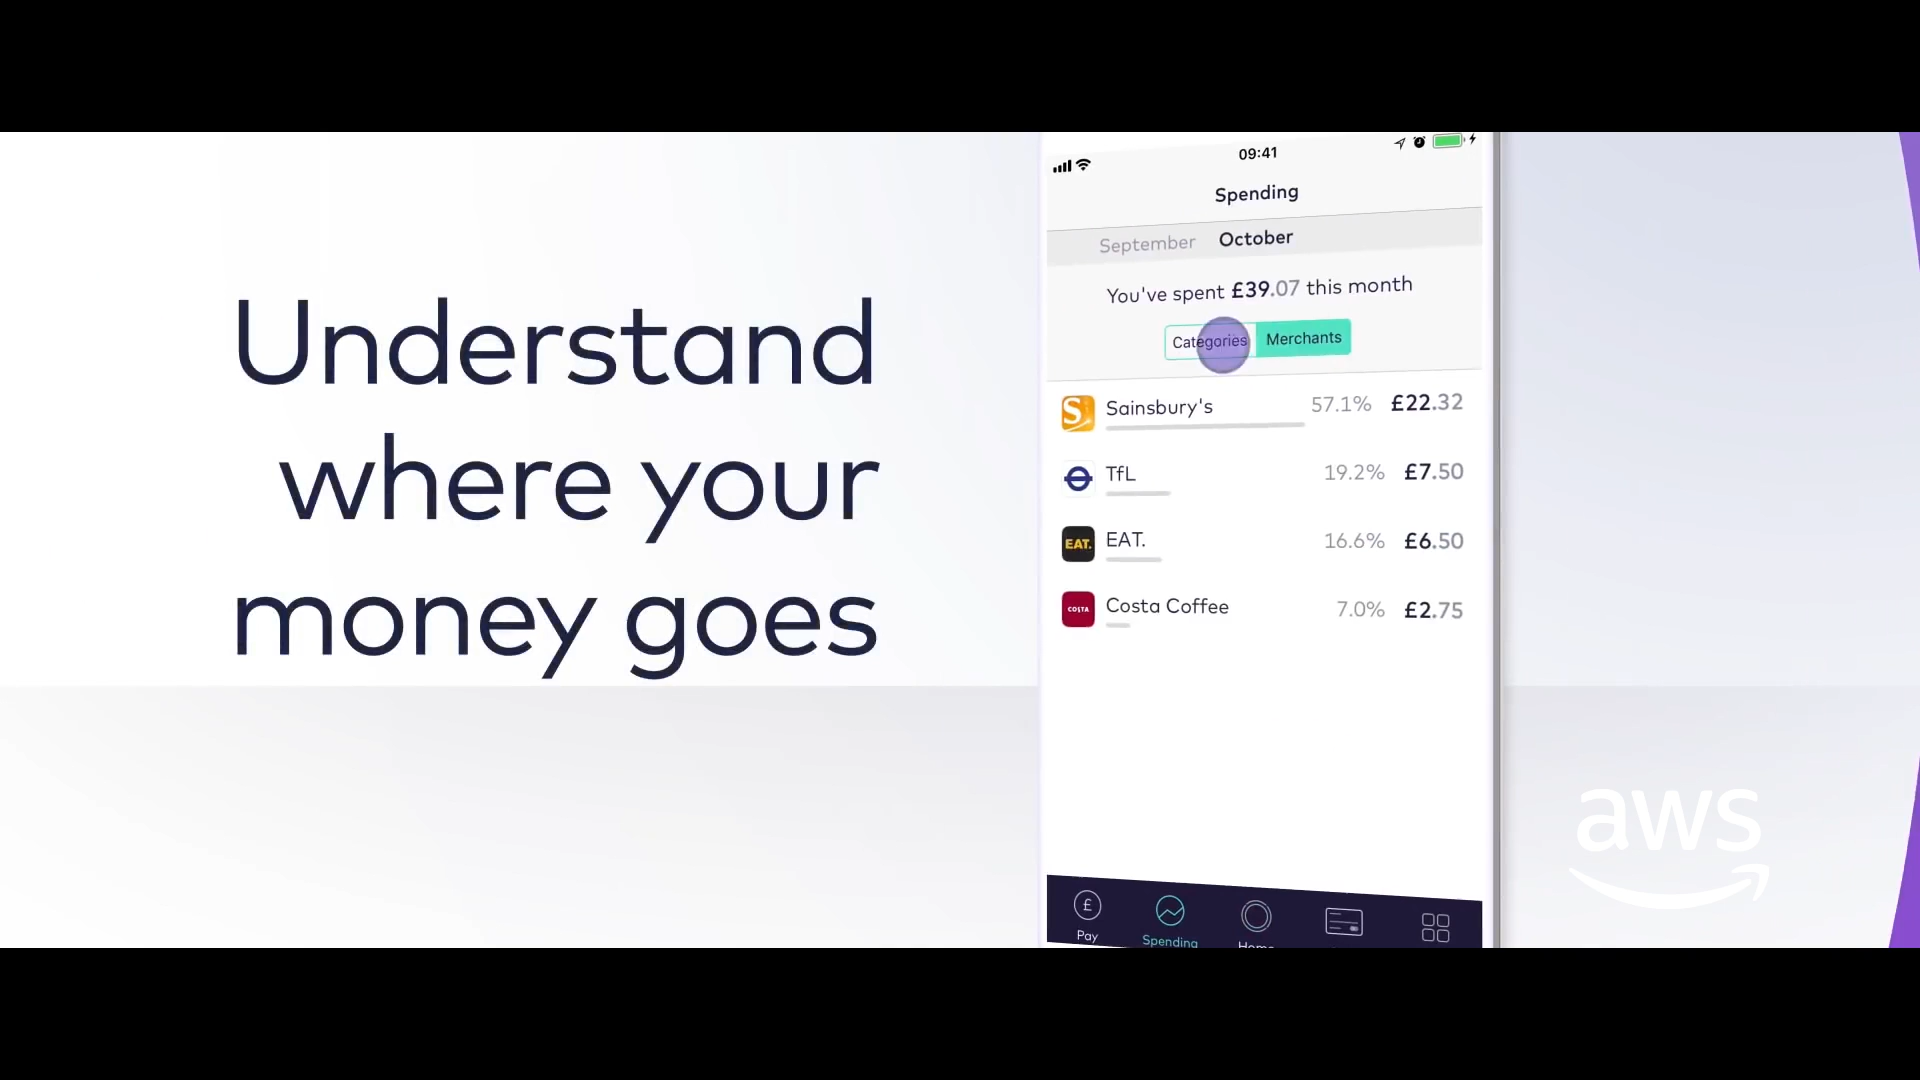 Understand
where your
money goes
09:41
Spending
September October
You've spent £39.07 this month
Categories Merchants
Sainsbury's 57.1% £22.32
TfL 19.2% £7.50
EAT. EAT. 16.6% £6.50
COSTA Costa Coffee 7.0% £2.75
£
Pay Spending Home
aws